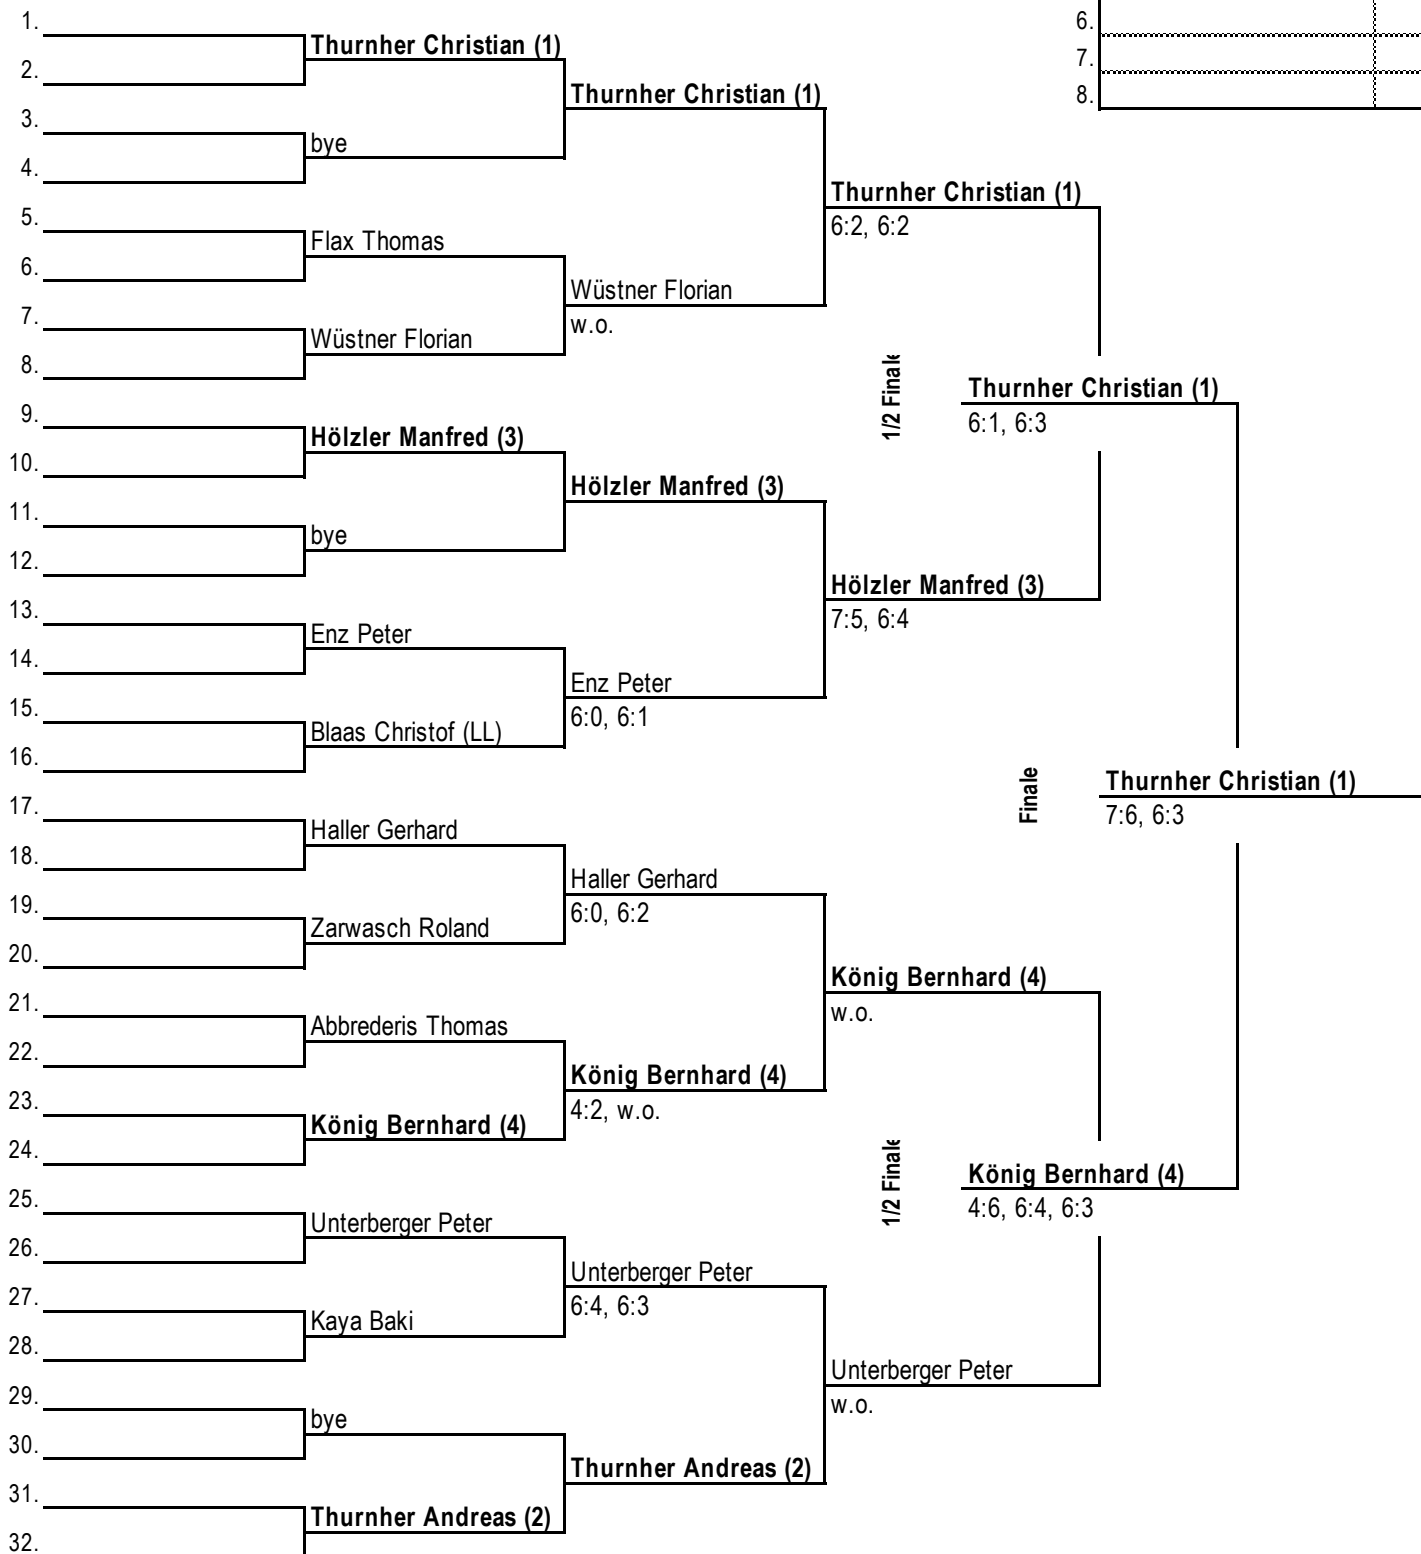 1.
6.
Thurnher Christian (1)
2.
7.
Thurnher Christian (1)
8.
3.
bye
4.
Thurnher Christian (1)
5.
6:2, 6:2
Flax Thomas
6.
Wüstner Florian
7.
w.o.
Wüstner Florian
8.
1/2 Finale
Thurnher Christian (1)
9.
6:1, 6:3
Hölzler Manfred (3)
10.
Hölzler Manfred (3)
11.
bye
12.
Hölzler Manfred (3)
13.
7:5, 6:4
Enz Peter
14.
Enz Peter
15.
6:0, 6:1
Blaas Christof (LL)
16.
Finale
Thurnher Christian (1)
17.
7:6, 6:3
Haller Gerhard
18.
Haller Gerhard
19.
6:0, 6:2
Zarwasch Roland
20.
König Bernhard (4)
21.
w.o.
Abbrederis Thomas
22.
König Bernhard (4)
23.
4:2, w.o.
König Bernhard (4)
24.
1/2 Finale
König Bernhard (4)
25.
4:6, 6:4, 6:3
Unterberger Peter
26.
Unterberger Peter
27.
6:4, 6:3
Kaya Baki
28.
Unterberger Peter
29.
w.o.
bye
30.
Thurnher Andreas (2)
31.
Thurnher Andreas (2)
32.